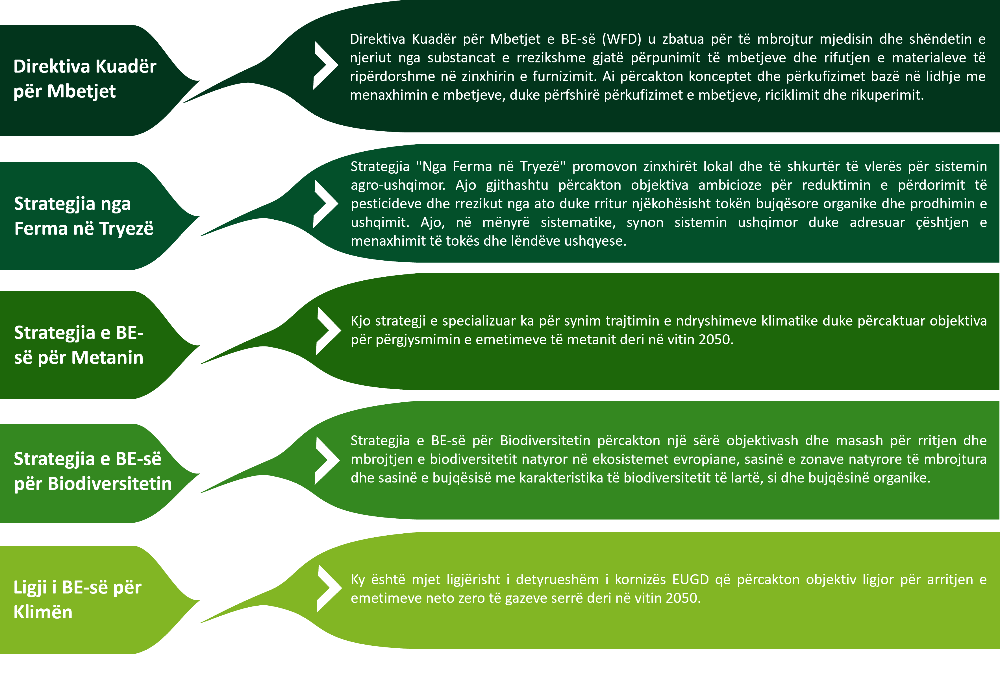 Direktiva Kuadër
për Mbetjet
Direktiva Kuadër për Mbetjet e BE-së (WFD) u zbatua për të mbrojtur mjedisin dhe shëndetin e
njeriut nga substancat e rrezikshme gjatë përpunimit të mbetjeve dhe rifutjen e materialeve të
ripërdorshme në zinxhirin e furnizimit. Ai përcakton konceptet dhe përkufizimet bazë në lidhje me
menaxhimin e mbetjeve, duke përfshirë përkufizimet e mbetjeve, riciklimit dhe rikuperimit.
Strategjia nga
Ferma në Tryezë
Strategjia "Nga Ferma në Tryezë" promovon zinxhirët lokal dhe të shkurtër të vlerës për sistemin
agro-ushqimor. Ajo gjithashtu përcakton objektiva ambicioze për reduktimin e përdorimit të
pesticideve dhe rrezikut nga ato duke rritur njëkohësisht tokën bujqësore organike dhe prodhimin e
ushqimit. Ajo, në mënyrë sistematike, synon sistemin ushqimor duke adresuar çështjen e
menaxhimit të tokës dhe lëndëve ushqyese.
Strategjia e BE-
së për Metanin
Kjo strategji e specializuar ka për synim trajtimin e ndryshimeve klimatike duke përcaktuar objektiva
për përgjysmimin e emetimeve të metanit deri në vitin 2050.
Strategjia e BE-së
për Biodiversitetin
Strategjia e BE-së për Biodiversitetin përcakton një sërë objektivash dhe masash për rritjen dhe
mbrojtjen e biodiversitetit natyror në ekosistemet evropiane, sasinë e zonave natyrore të mbrojtura
dhe sasinë e bujqësisë me karakteristika të biodiversitetit të lartë, si dhe bujqësinë organike.
Ligji i BE-së për
Klimën
Ky është mjet ligjërisht i detyrueshëm i kornizës EUGD që përcakton objektiv ligjor për arritjen e
emetimeve neto zero të gazeve serrë deri në vitin 2050.